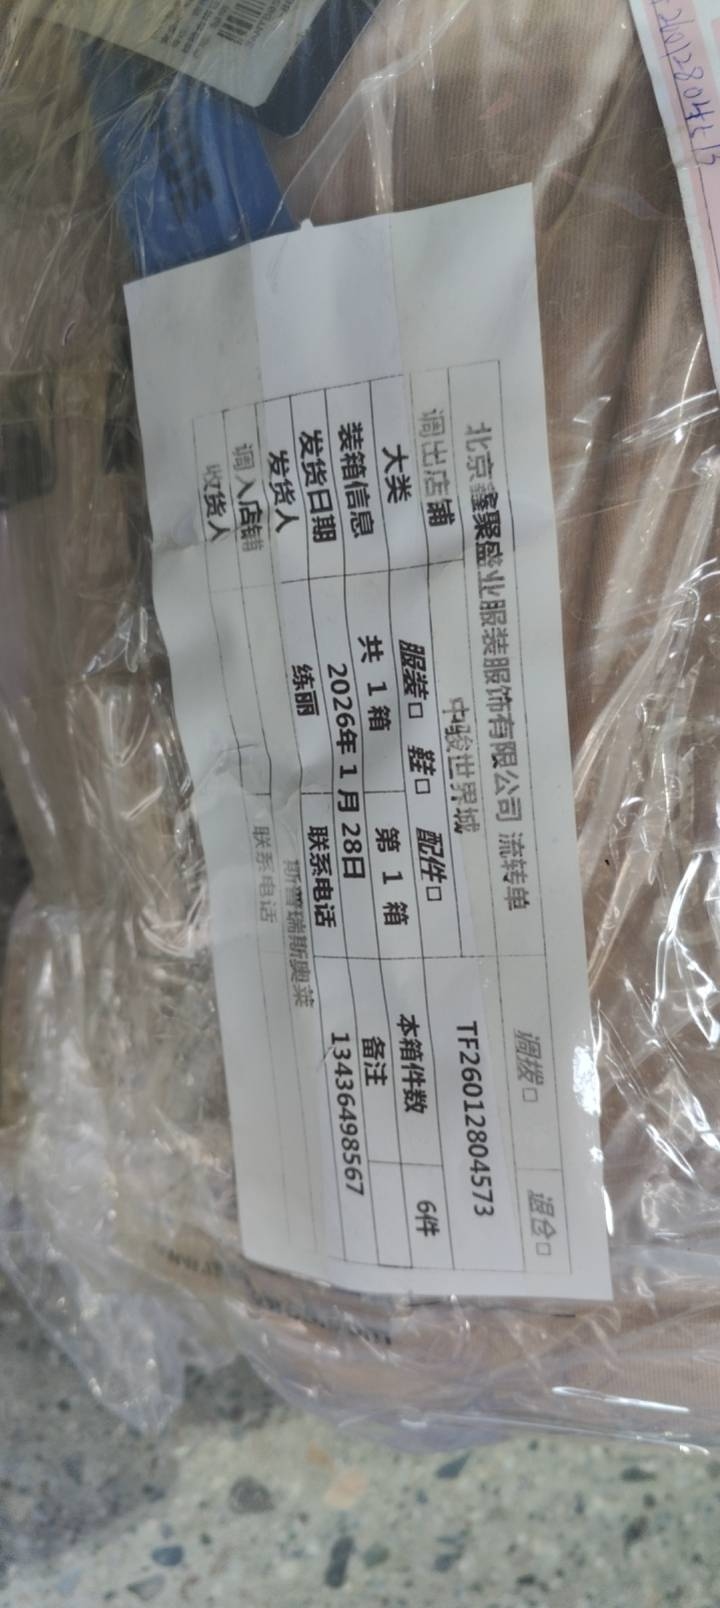 北京鑫聚盛业服装服饰有限公司 流转单 调拨□ 退仓□
调出店铺 中骏世界城 TF26012804573
大类 服装□ 鞋□ 配件□ 本箱件数 6件
装箱信息 共 1 箱 第 1 箱 备注
发货日期 2026年 1 月 28日
发货人 练丽 联系电话 13436498567
调入店铺 斯普瑞斯奥莱
收货人 联系电话